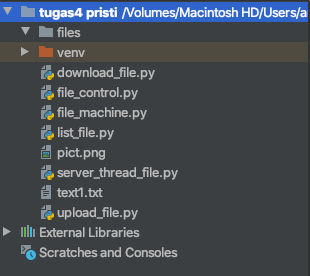 tugas4 pristi /Volumes/Macintosh HD/Users/a
files
venv
download_file.py
file_control.py
file_machine.py
list_file.py
pict.png
server_thread_file.py
text1.txt
upload_file.py
External Libraries
Scratches and Consoles